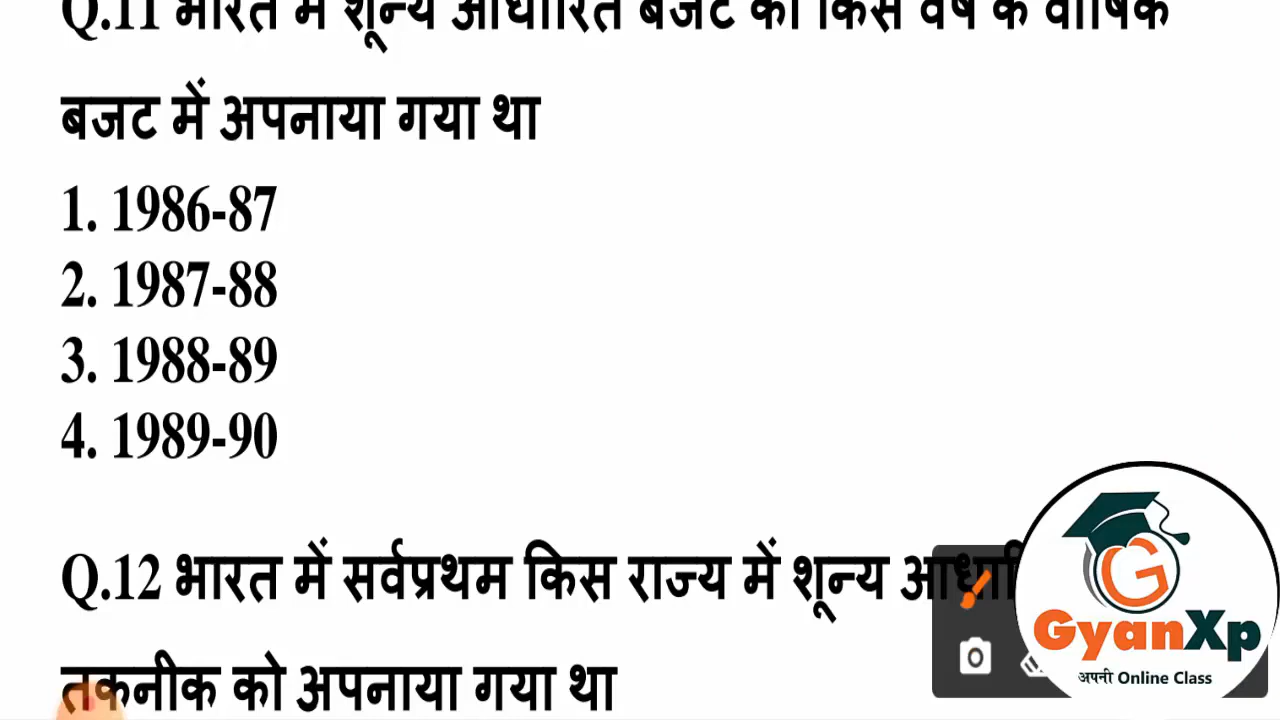 Q.11 भारत में शून्य आधारित बजट को किस वर्ष के वार्षिक
बजट में अपनाया गया था
1. 1986-87
2. 1987-88
3. 1988-89
4. 1989-90
Q.12 भारत में सर्वप्रथम किस राज्य में शून्य
तकनीक को अपनाया गया था
G
GyanXp
अपनी Online Class